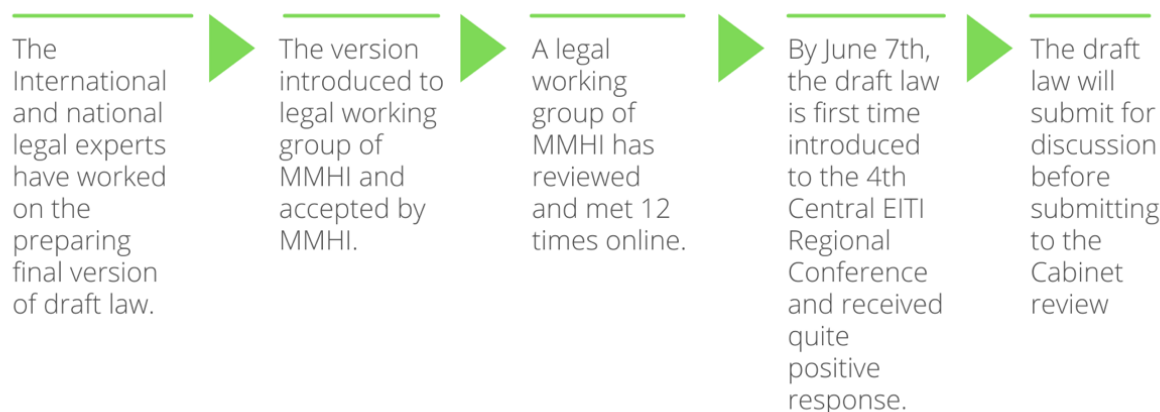 The
International
and national
legal experts
have worked
on the
preparing
final version
of draft law.
The version
introduced to
legal working
group of
MMHI and
accepted by
MMHI.
A legal
working
group of
MMHI has
reviewed
and met 12
times online.
By June 7th,
the draft law
is first time
introduced
to the 4th
Central EITI
Regional
Conference
and received
quite
positive
response.
The draft
law will
submit for
discussion
before
submitting
to the
Cabinet
review